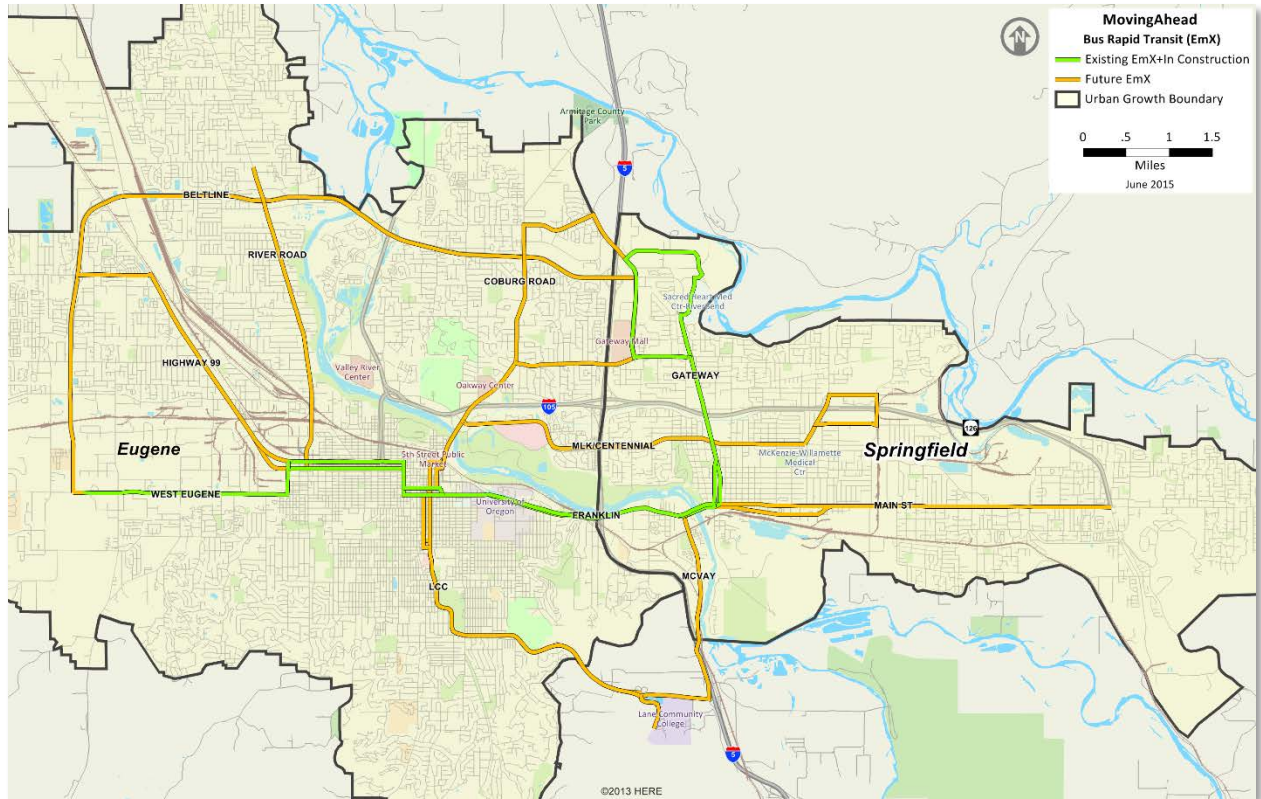 MovingAhead
Bus Rapid Transit (EmX)
Existing EmX+In Construction
Future EmX
Urban Growth Boundary
0 .5 1 1.5
Miles
June 2015
N
Armitage County
Park
5
BELTLINE
RIVER ROAD
COBURG ROAD
Sacred Heart Med
Ctr-Riverbend
Gateway Mall
HIGHWAY 99
Valley River
Center
GATEWAY
Oakway Center
105
126
Eugene
5th Street Public
Market
MLK/CENTENNIAL
McKenzie-Willamette
Medical
Ctr
Springfield
WEST EUGENE
University of
Oregon
FRANKLIN
MAIN ST
LCC
MCVAY
Lane Community
College
5
©2013 HERE